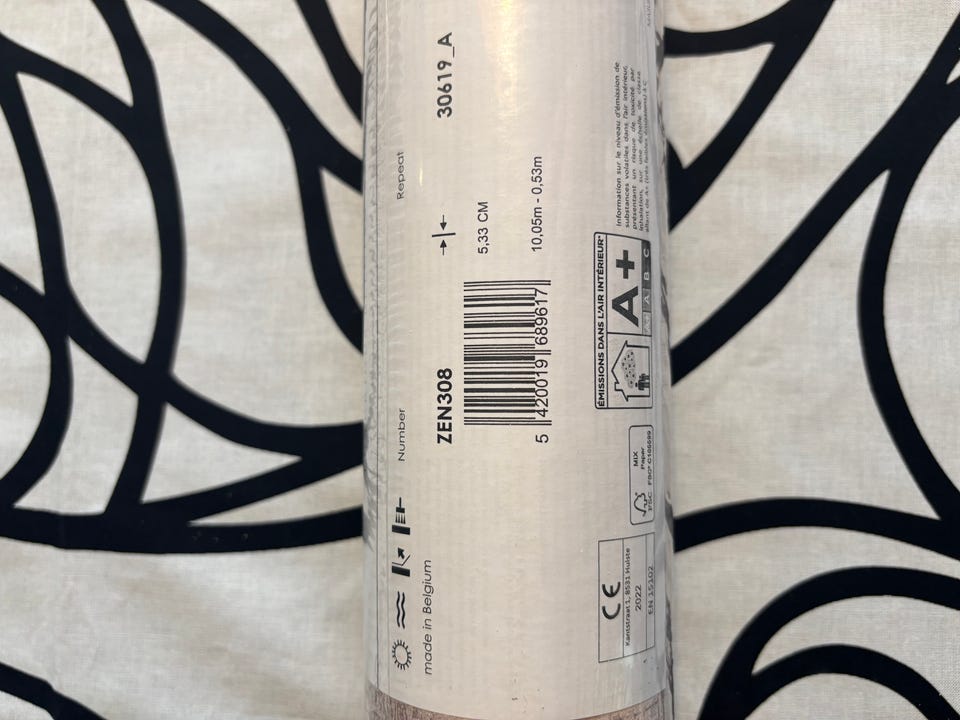 Number
Repeat
ZEN308
30619_A
5,33 CM
5 420019 689617
10,05m - 0,53m
made in Belgium
ÉMISSIONS DANS L'AIR INTÉRIEUR*
A+
A+ A B C
Information sur le niveau d'émission de
substances volatiles dans l'air intérieur,
présentant un risque de toxicité par
inhalation, sur une échelle de classe
allant de A+ (très faibles émissions) à C
MIX
Paper
FSC® C106699
CE
Kantstraat 1, 8531 Hulste
2022
EN 15102